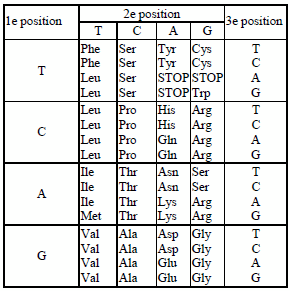 1e position 2e position 3e position
T C A G
T
Phe Ser Tyr Cys T
Phe Ser Tyr Cys C
Leu Ser STOP STOP A
Leu Ser STOP Trp G
C
Leu Pro His Arg T
Leu Pro His Arg C
Leu Pro Gln Arg A
Leu Pro Gln Arg G
A
Ile Thr Asn Ser T
Ile Thr Asn Ser C
Ile Thr Lys Arg A
Met Thr Lys Arg G
G
Val Ala Asp Gly T
Val Ala Asp Gly C
Val Ala Glu Gly A
Val Ala Glu Gly G